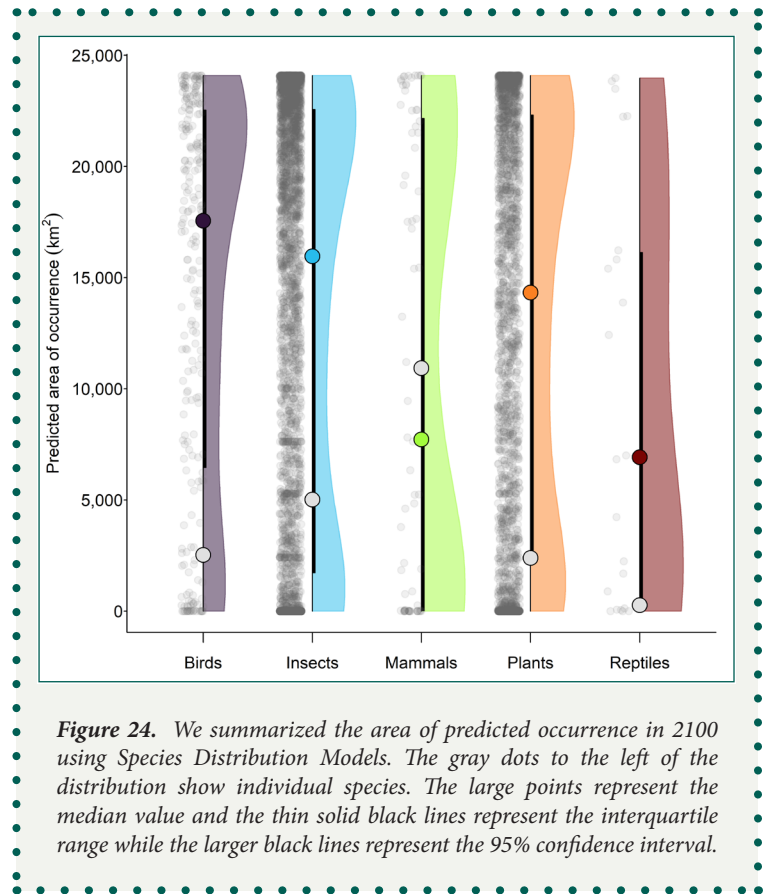 25,000
20,000
15,000
10,000
5,000
0
Predicted area of occurrence (km²)
Birds Insects Mammals Plants Reptiles
Figure 24. We summarized the area of predicted occurrence in 2100
using Species Distribution Models. The gray dots to the left of the
distribution show individual species. The large points represent the
median value and the thin solid black lines represent the interquartile
range while the larger black lines represent the 95% confidence interval.